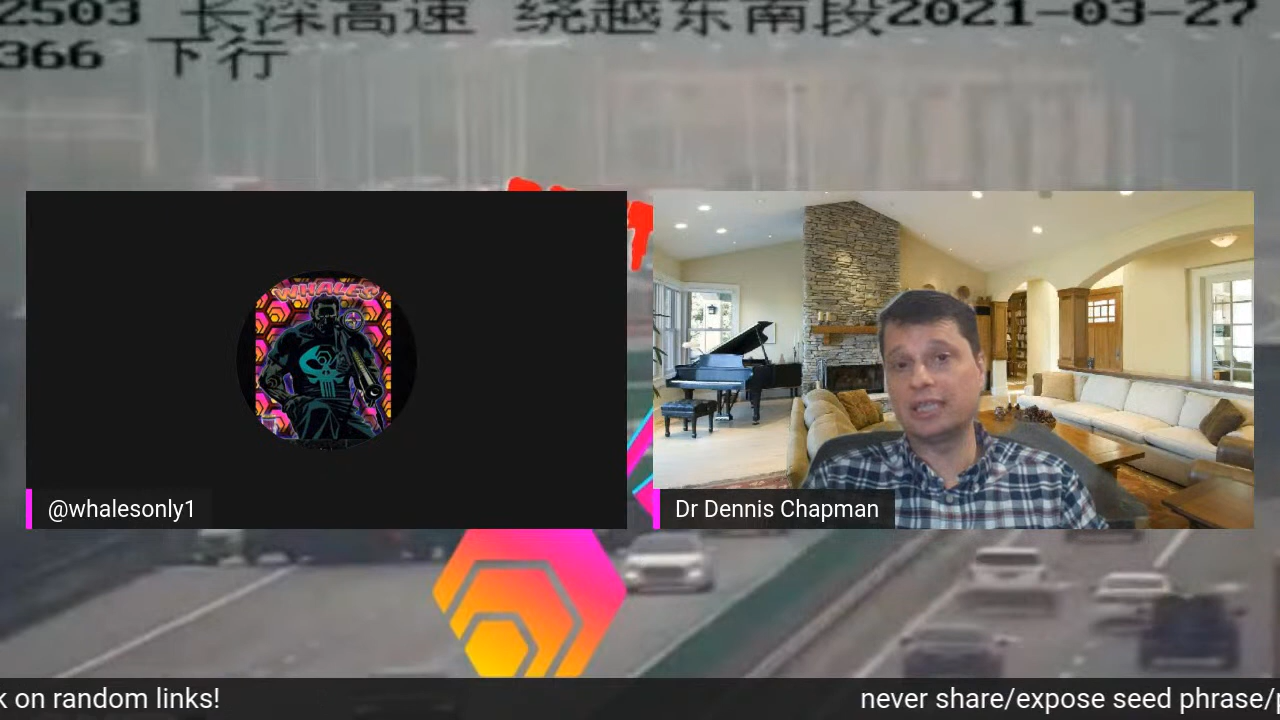 2503 长深高速 绕越东南段2021-03-27
366 下行
WHALES
@whalesonly1
Dr Dennis Chapman
k on random links!
never share/expose seed phrase/p